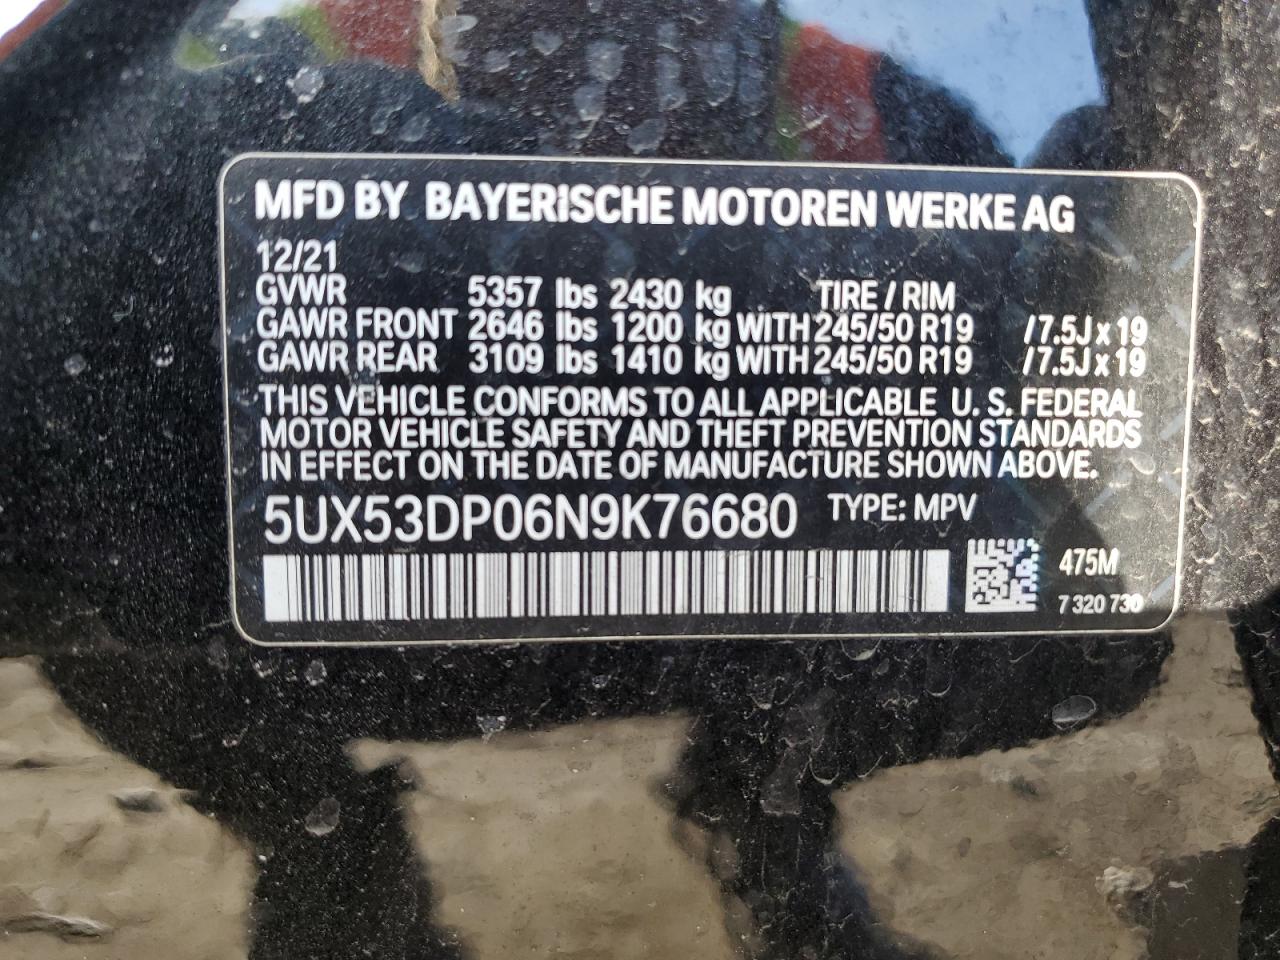 MFD BY BAYERISCHE MOTOREN WERKE AG
12/21
GVWR 5357 lbs 2430 kg TIRE / RIM
GAWR FRONT 2646 lbs 1200 kg WITH 245/50 R19 /7.5J x 19
GAWR REAR 3109 lbs 1410 kg WITH 245/50 R19 /7.5J x 19
THIS VEHICLE CONFORMS TO ALL APPLICABLE U. S. FEDERAL
MOTOR VEHICLE SAFETY AND THEFT PREVENTION STANDARDS
IN EFFECT ON THE DATE OF MANUFACTURE SHOWN ABOVE.
5UX53DP06N9K76680 TYPE: MPV
475M
7 320 730